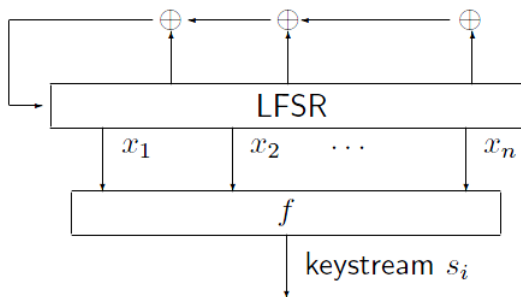 LFSR
x₁ x₂ ⋯ xₙ
f
keystream sᵢ